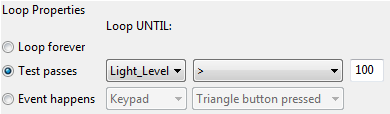 Loop Properties
Loop UNTIL:
Loop forever
Test passes Light_Level > 100
Event happens Keypad Triangle button pressed